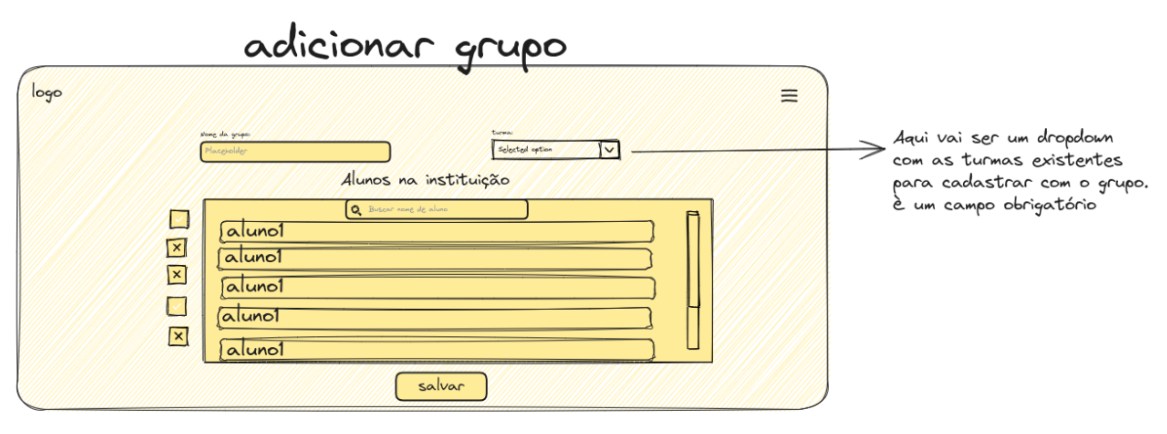 adicionar grupo
logo
Nome do grupo
Placeholder
turma:
Selected option
Aqui vai ser um dropdown
com as turmas existentes
para cadastrar com o grupo.
è um campo obrigatório
Alunos na instituição
Buscar nome de aluno
aluno1
aluno1
aluno1
aluno1
aluno1
salvar